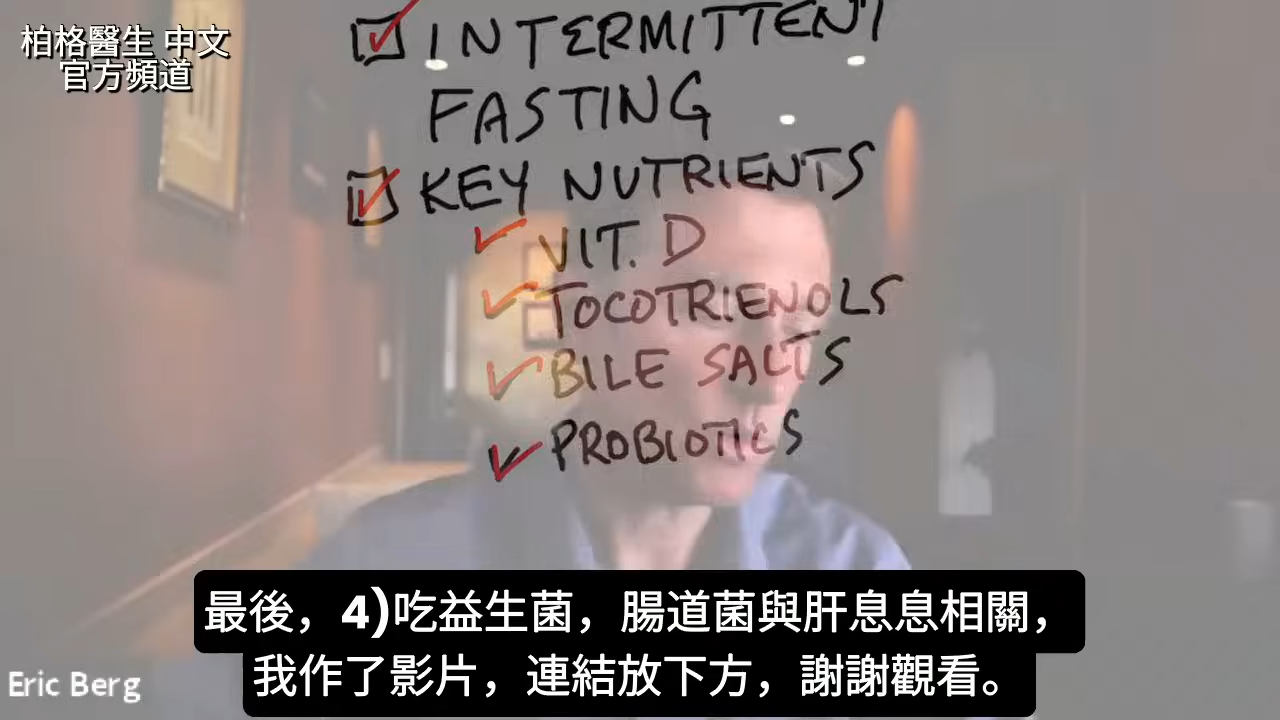 柏格醫生 中文
官方頻道
INTERMITTENT
FASTING
KEY NUTRIENTS
VIT. D
TOCOTRIENOLS
BILE SALTS
PROBIOTICS
最後，4)吃益生菌，腸道菌與肝息息相關，
我作了影片，連結放下方，謝謝觀看。
Eric Berg